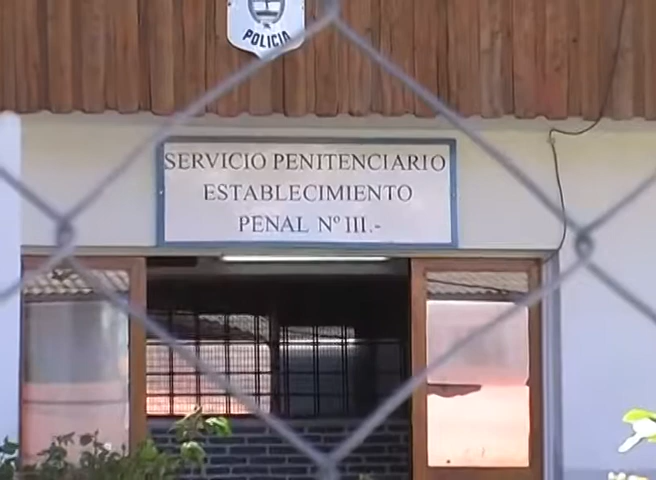 POLICIA
SERVICIO PENITENCIARIO
ESTABLECIMIENTO
PENAL Nº III.-